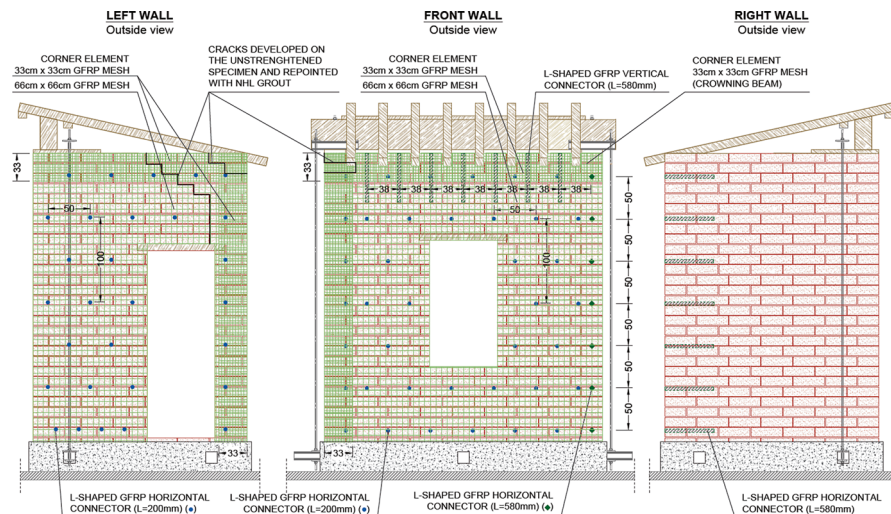 LEFT WALL
Outside view
FRONT WALL
Outside view
RIGHT WALL
Outside view
CORNER ELEMENT
33cm x 33cm GFRP MESH
66cm x 66cm GFRP MESH
CRACKS DEVELOPED ON
THE UNSTRENGHTENED
SPECIMEN AND REPOINTED
WITH NHL GROUT
CORNER ELEMENT
33cm x 33cm GFRP MESH
66cm x 66cm GFRP MESH
L-SHAPED GFRP VERTICAL
CONNECTOR (L=580mm)
CORNER ELEMENT
33cm x 33cm GFRP MESH
(CROWNING BEAM)
33
50
100
33
33
38
38
38
38
50
100
33
50
50
50
50
50
50
L-SHAPED GFRP HORIZONTAL
CONNECTOR (L=200mm) (●)
L-SHAPED GFRP HORIZONTAL
CONNECTOR (L=200mm) (●)
L-SHAPED GFRP HORIZONTAL
CONNECTOR (L=580mm) (◆)
L-SHAPED GFRP HORIZONTAL
CONNECTOR (L=580mm)